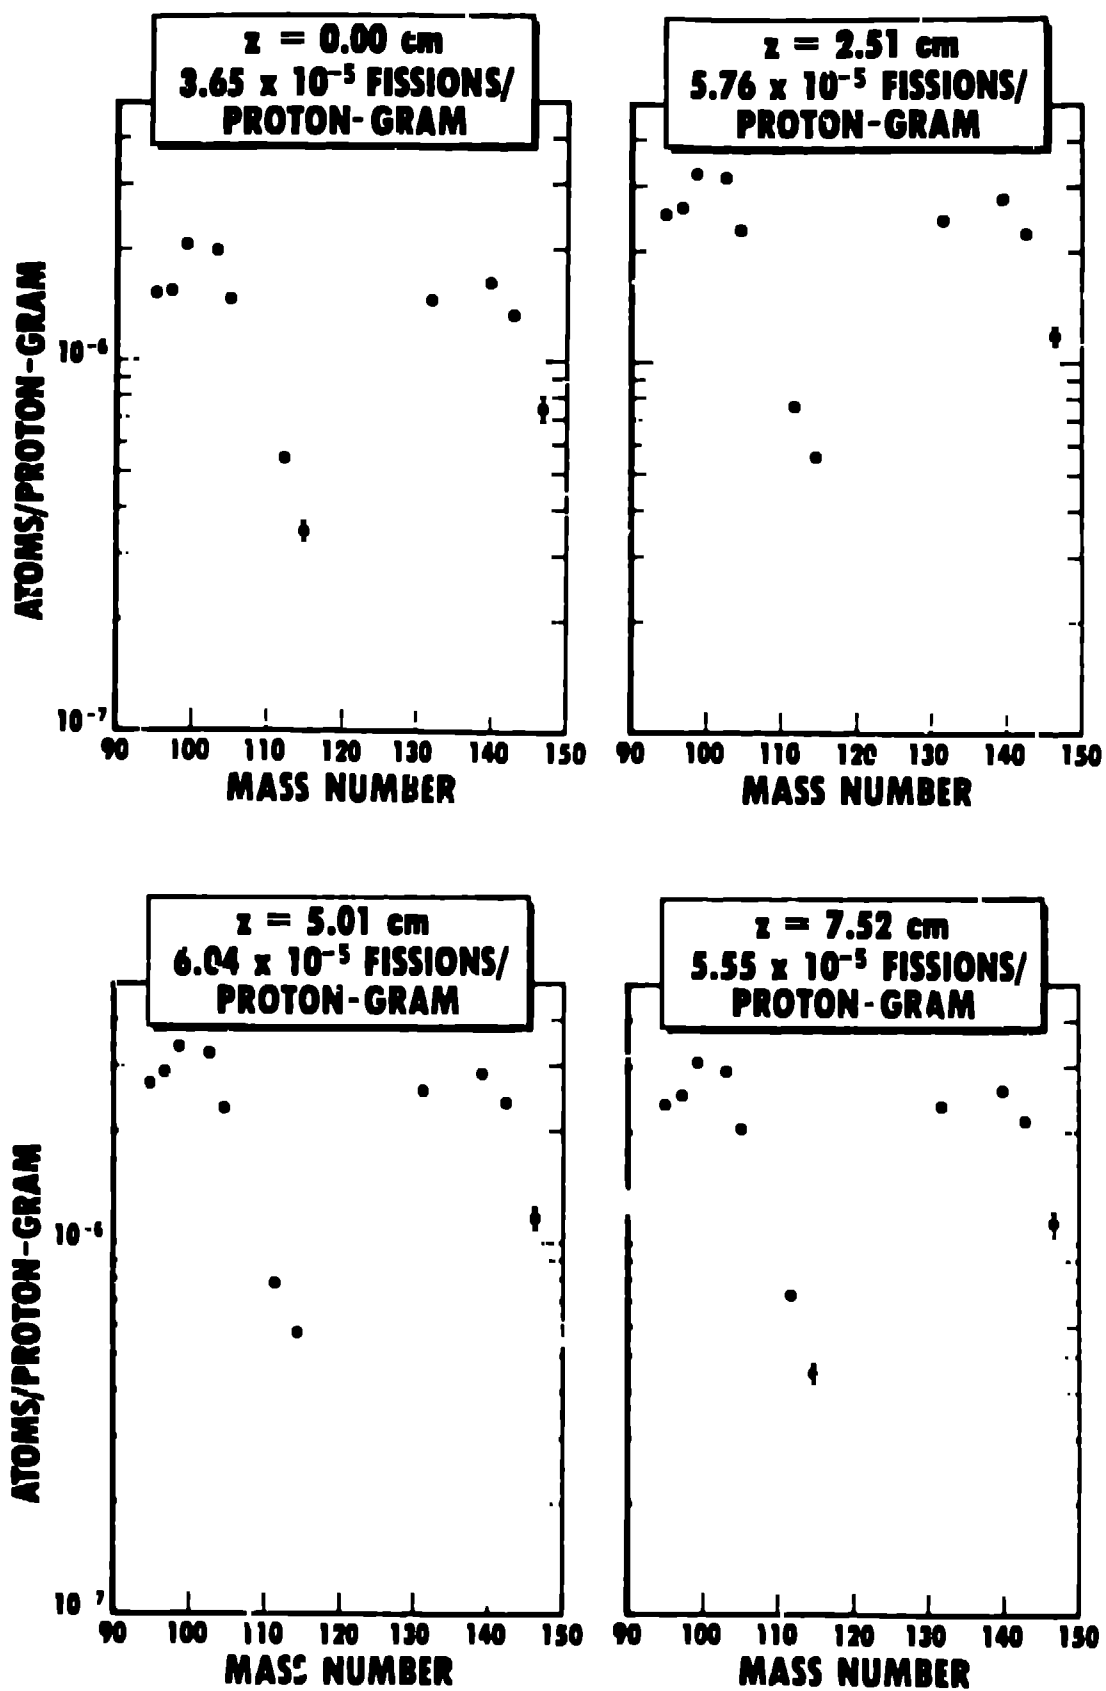 z = 0.00 cm
3.65 x 10⁻⁵ FISSIONS/
PROTON-GRAM
z = 2.51 cm
5.76 x 10⁻⁵ FISSIONS/
PROTON-GRAM
ATOMS/PROTON-GRAM
10⁻⁶
10⁻⁷
90 100 110 120 130 140 150
MASS NUMBER
90 100 110 120 130 140 150
MASS NUMBER
z = 5.01 cm
6.04 x 10⁻⁵ FISSIONS/
PROTON-GRAM
z = 7.52 cm
5.55 x 10⁻⁵ FISSIONS/
PROTON-GRAM
ATOMS/PROTON-GRAM
10⁻⁶
10⁻⁷
90 100 110 120 130 140 150
MASS NUMBER
90 100 110 120 130 140 150
MASS NUMBER